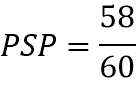 PSP = 58/60